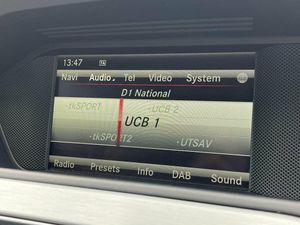 13:47 TA
Navi Audio. Tel Video System
D1 National
-tkSPORT -UCB-2
UCB 1
-tkSPORT2 -UTSAV
Radio Presets Info DAB Sound